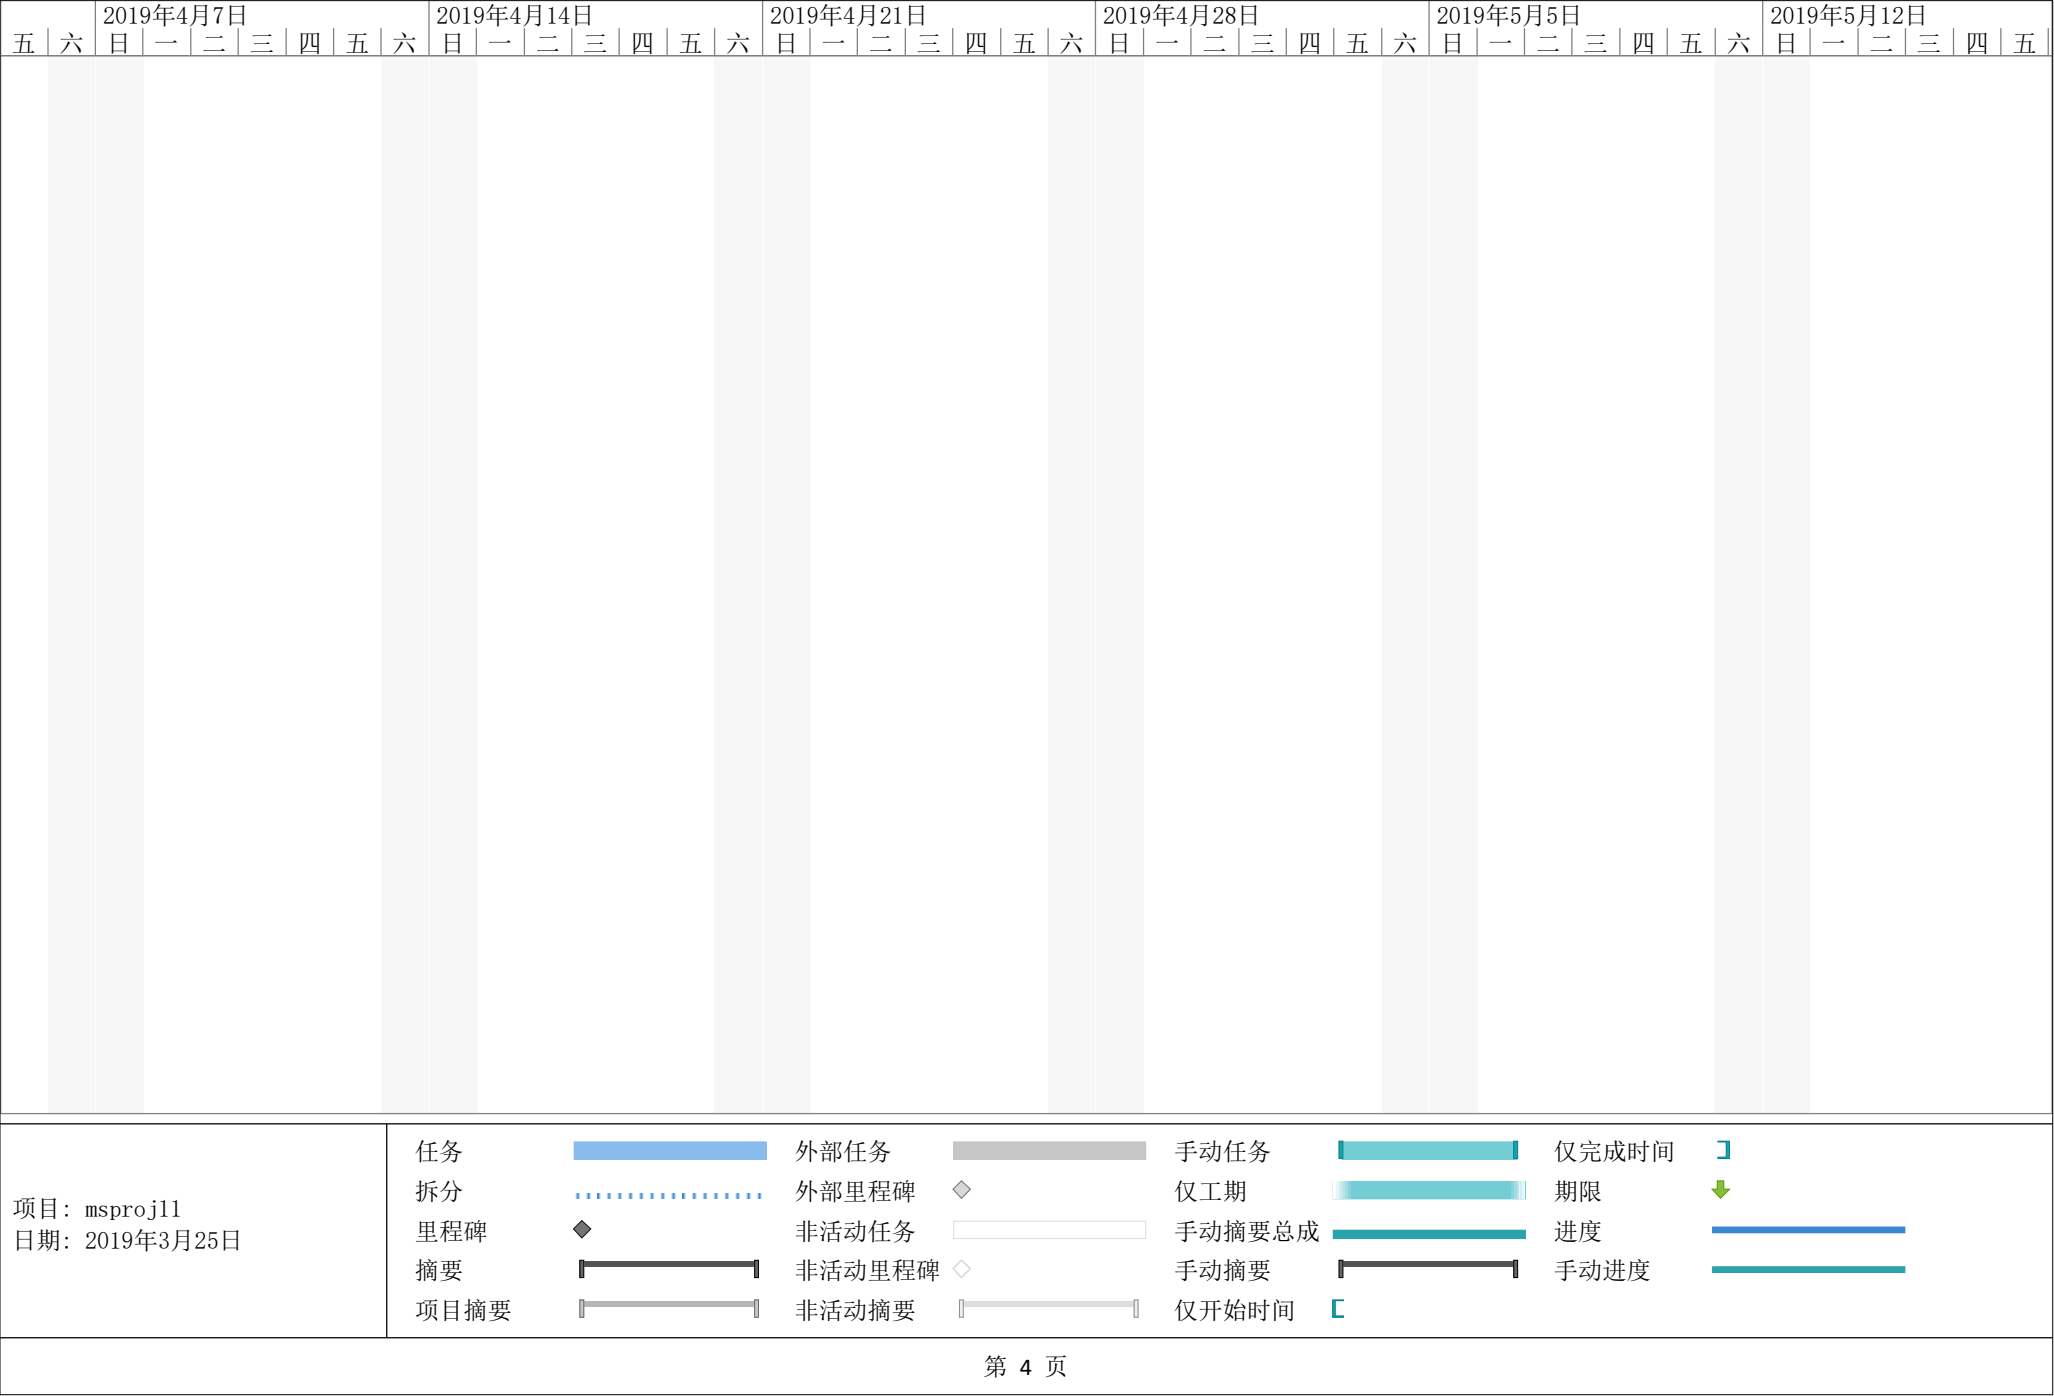 2019年4月7日 2019年4月14日 2019年4月21日 2019年4月28日 2019年5月5日 2019年5月12日
五 六 日 一 二 三 四 五 六 日 一 二 三 四 五 六 日 一 二 三 四 五 六 日 一 二 三 四 五 六 日 一 二 三 四 五 六 日 一 二 三 四 五
项目: msproj11
日期: 2019年3月25日
任务
拆分
里程碑
摘要
项目摘要
外部任务
外部里程碑
非活动任务
非活动里程碑
非活动摘要
手动任务
仅工期
手动摘要总成
手动摘要
仅开始时间
仅完成时间
期限
进度
手动进度
第 4 页